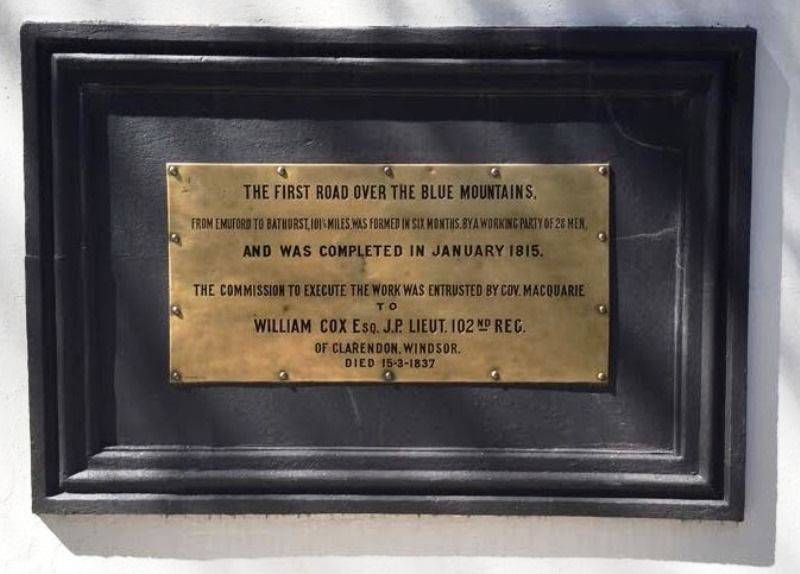 THE FIRST ROAD OVER THE BLUE MOUNTAINS,
FROM EMUFORD TO BATHURST, 101½ MILES, WAS FORMED IN SIX MONTHS, BY A WORKING PARTY OF 28 MEN,
AND WAS COMPLETED IN JANUARY 1815.
THE COMMISSION TO EXECUTE THE WORK WAS ENTRUSTED BY GOV. MACQUARIE
TO
WILLIAM COX ESQ. J.P. LIEUT. 102ND REG.
OF CLARENDON, WINDSOR.
DIED 15-3-1837